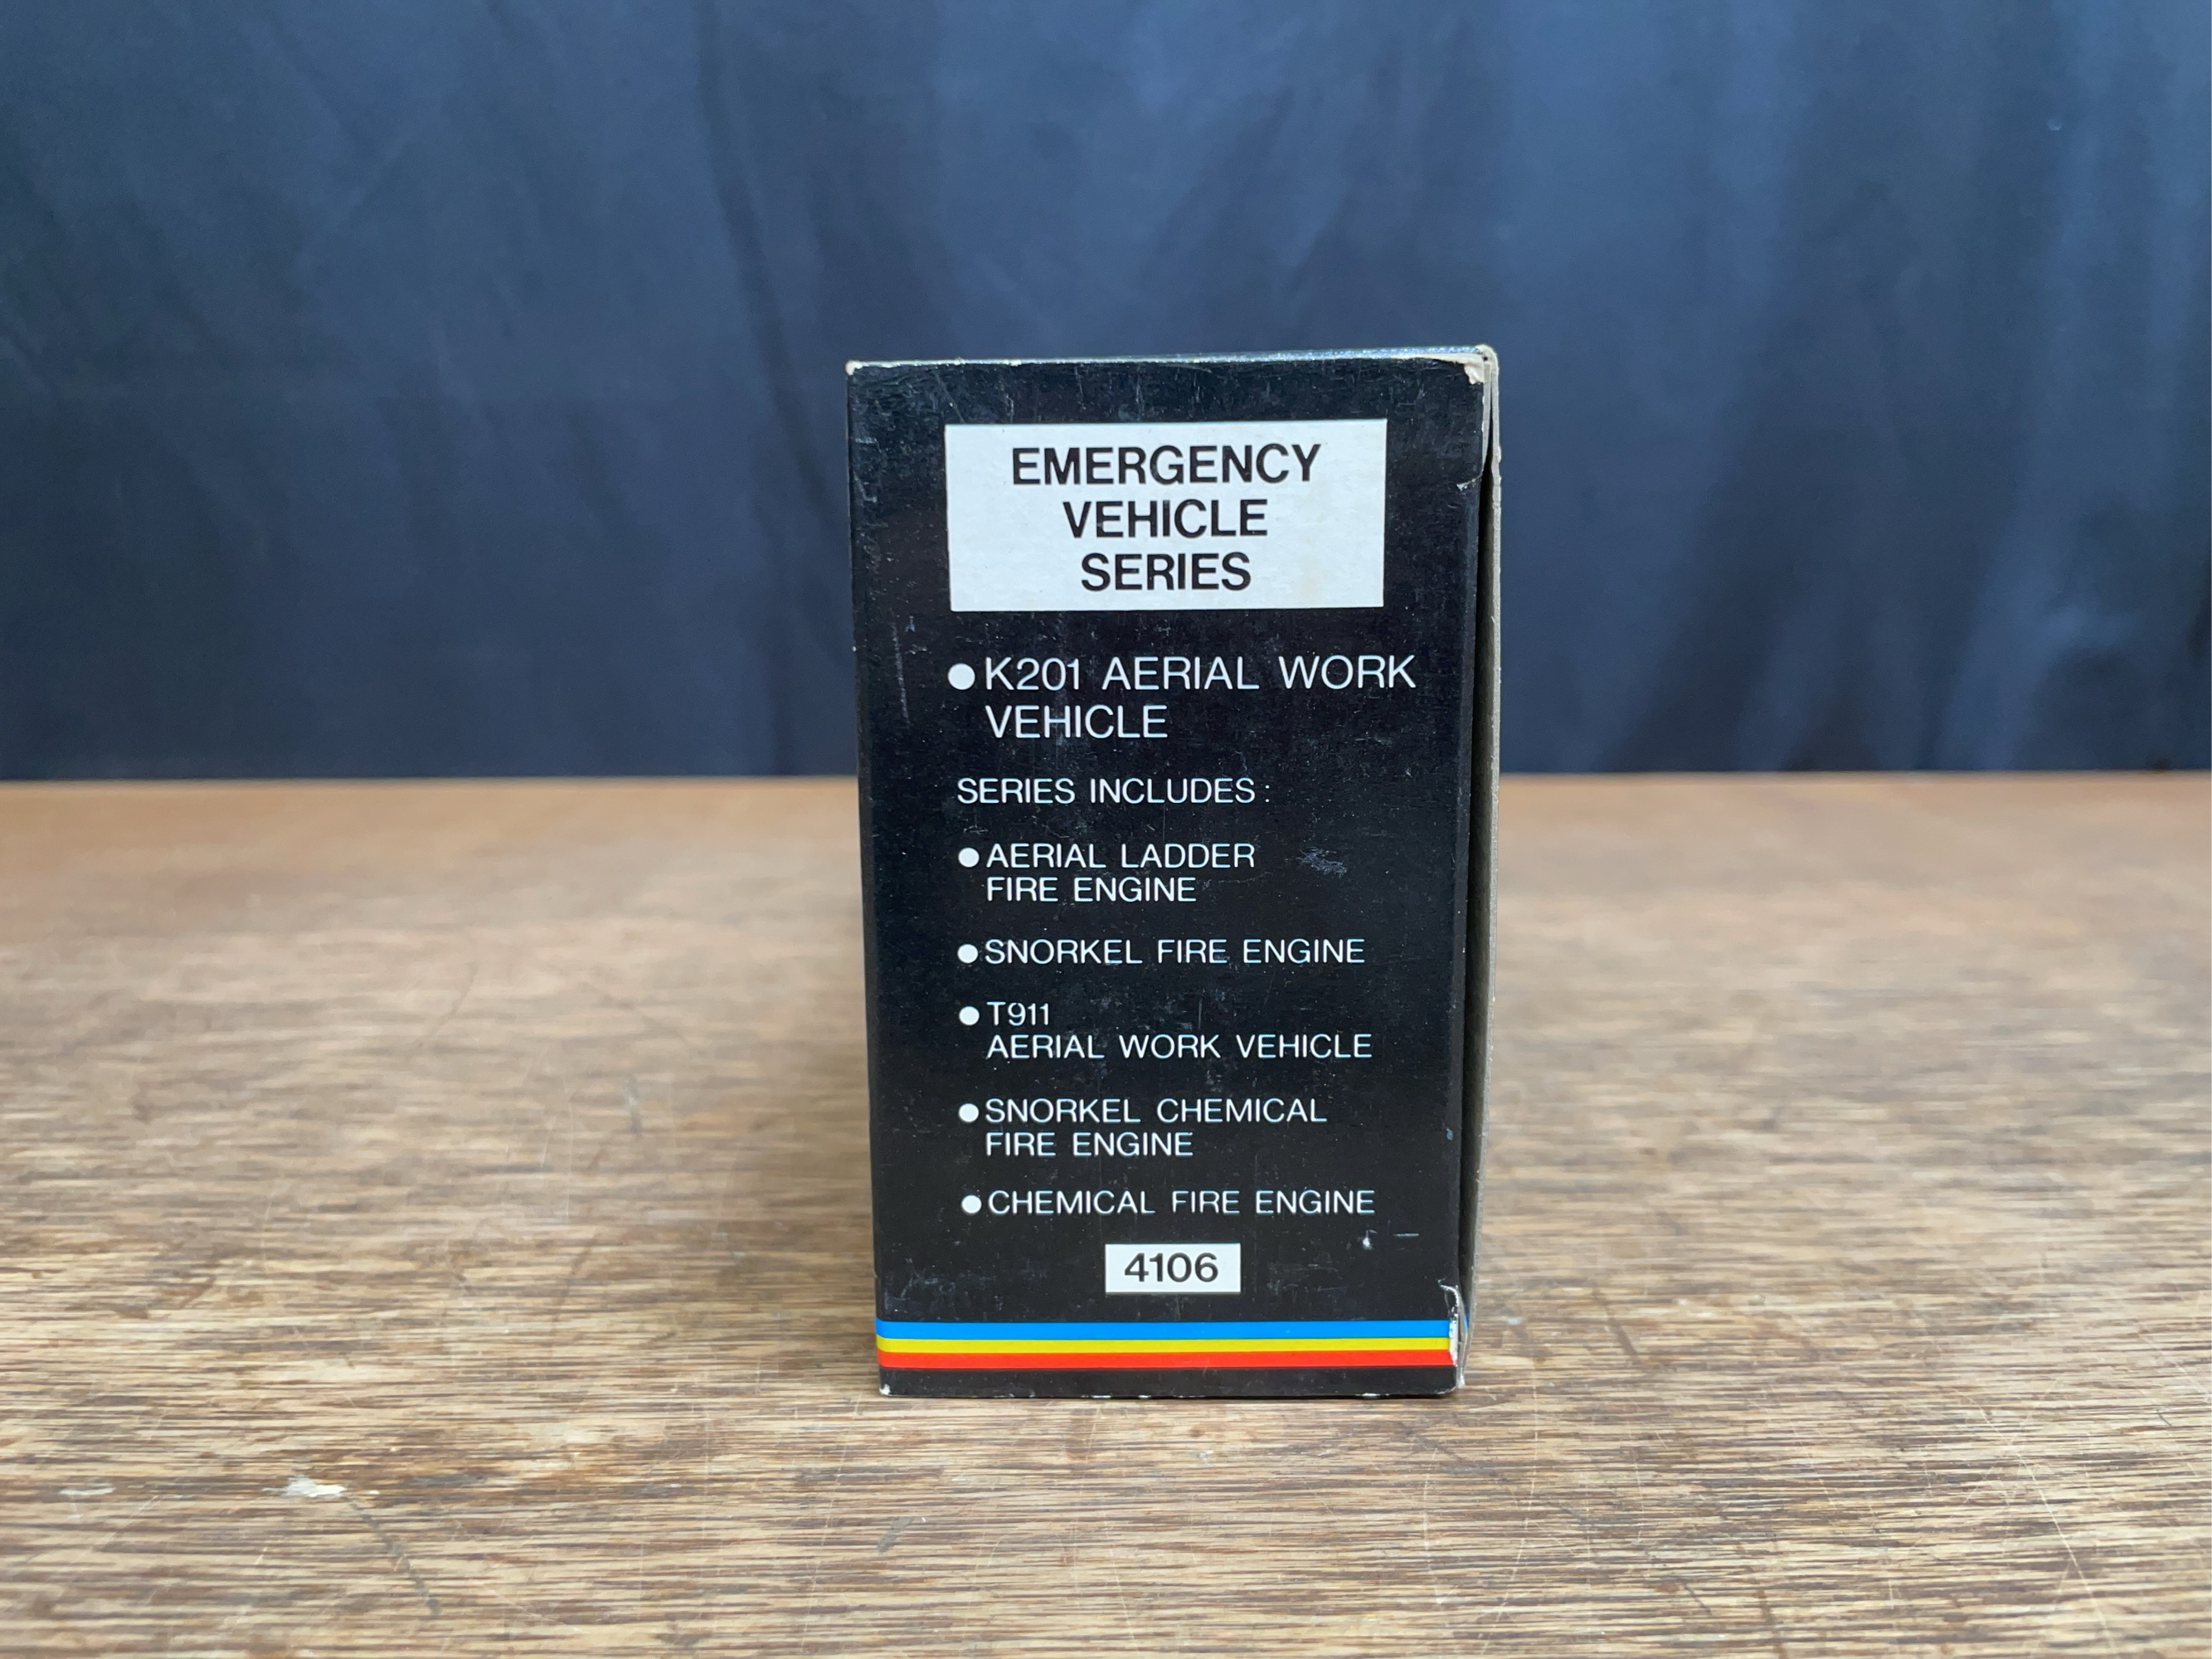 EMERGENCY
VEHICLE
SERIES
● K201 AERIAL WORK
VEHICLE
SERIES INCLUDES:
● AERIAL LADDER
FIRE ENGINE
● SNORKEL FIRE ENGINE
● T911
AERIAL WORK VEHICLE
● SNORKEL CHEMICAL
FIRE ENGINE
● CHEMICAL FIRE ENGINE
4106